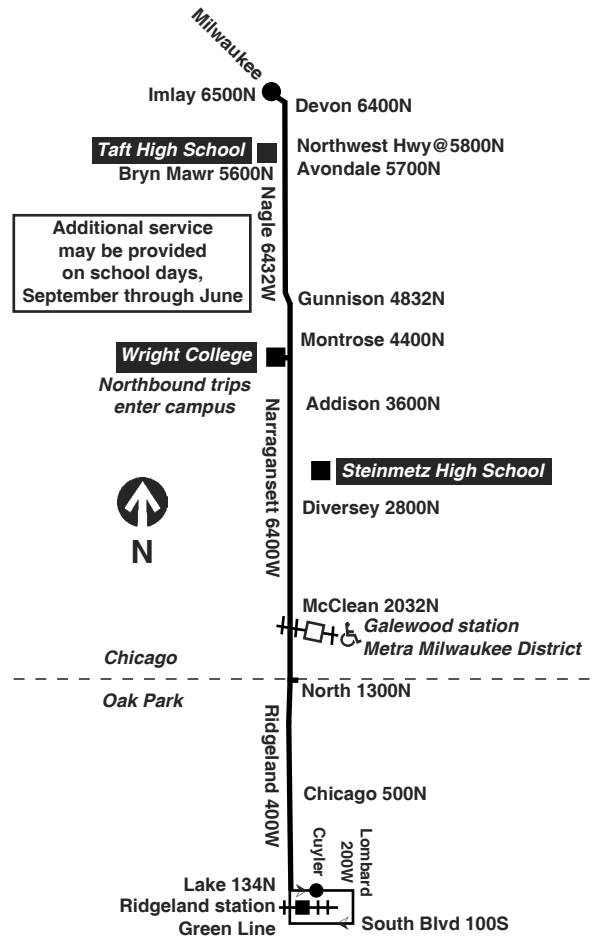 Milwaukee
Imlay 6500N
Devon 6400N
Taft High School
Northwest Hwy@5800N
Avondale 5700N
Bryn Mawr 5600N
Nagle 6432W
Additional service
may be provided
on school days,
September through June
Gunnison 4832N
Montrose 4400N
Wright College
Northbound trips
enter campus
Addison 3600N
Narragansett 6400W
Steinmetz High School
Diversey 2800N
N
McClean 2032N
Galewood station
Metra Milwaukee District
Chicago
Oak Park
North 1300N
Ridgeland 400W
Chicago 500N
Cuyler
Lombard
200W
Lake 134N
Ridgeland station
Green Line
South Blvd 100S